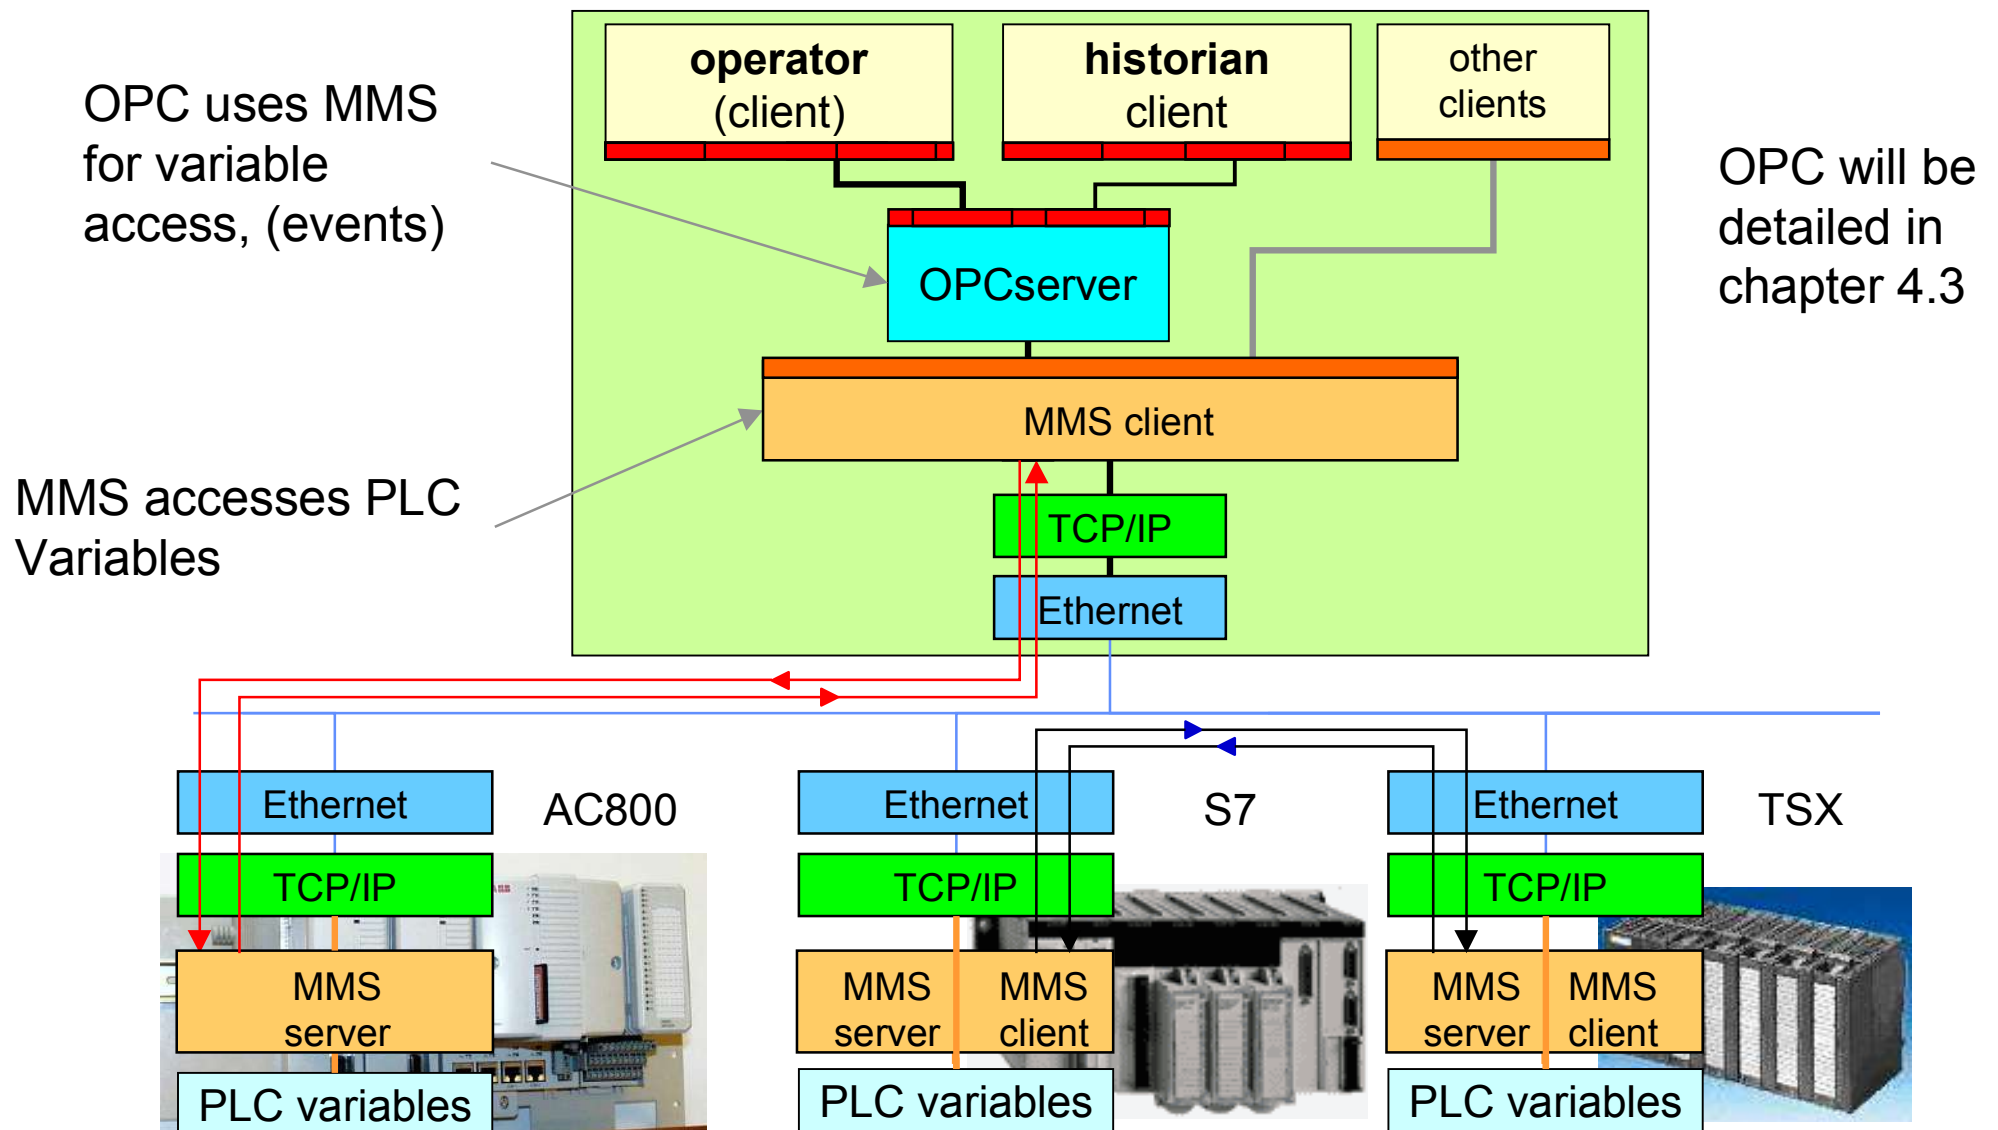 operator
(client)
historian
client
other
clients
OPC uses MMS
for variable
access, (events)
OPC will be
detailed in
chapter 4.3
OPCserver
MMS client
MMS accesses PLC
Variables
TCP/IP
Ethernet
Ethernet
AC800
Ethernet
S7
Ethernet
TSX
TCP/IP
TCP/IP
TCP/IP
MMS
server
MMS
server
MMS
client
MMS
server
MMS
client
PLC variables
PLC variables
PLC variables